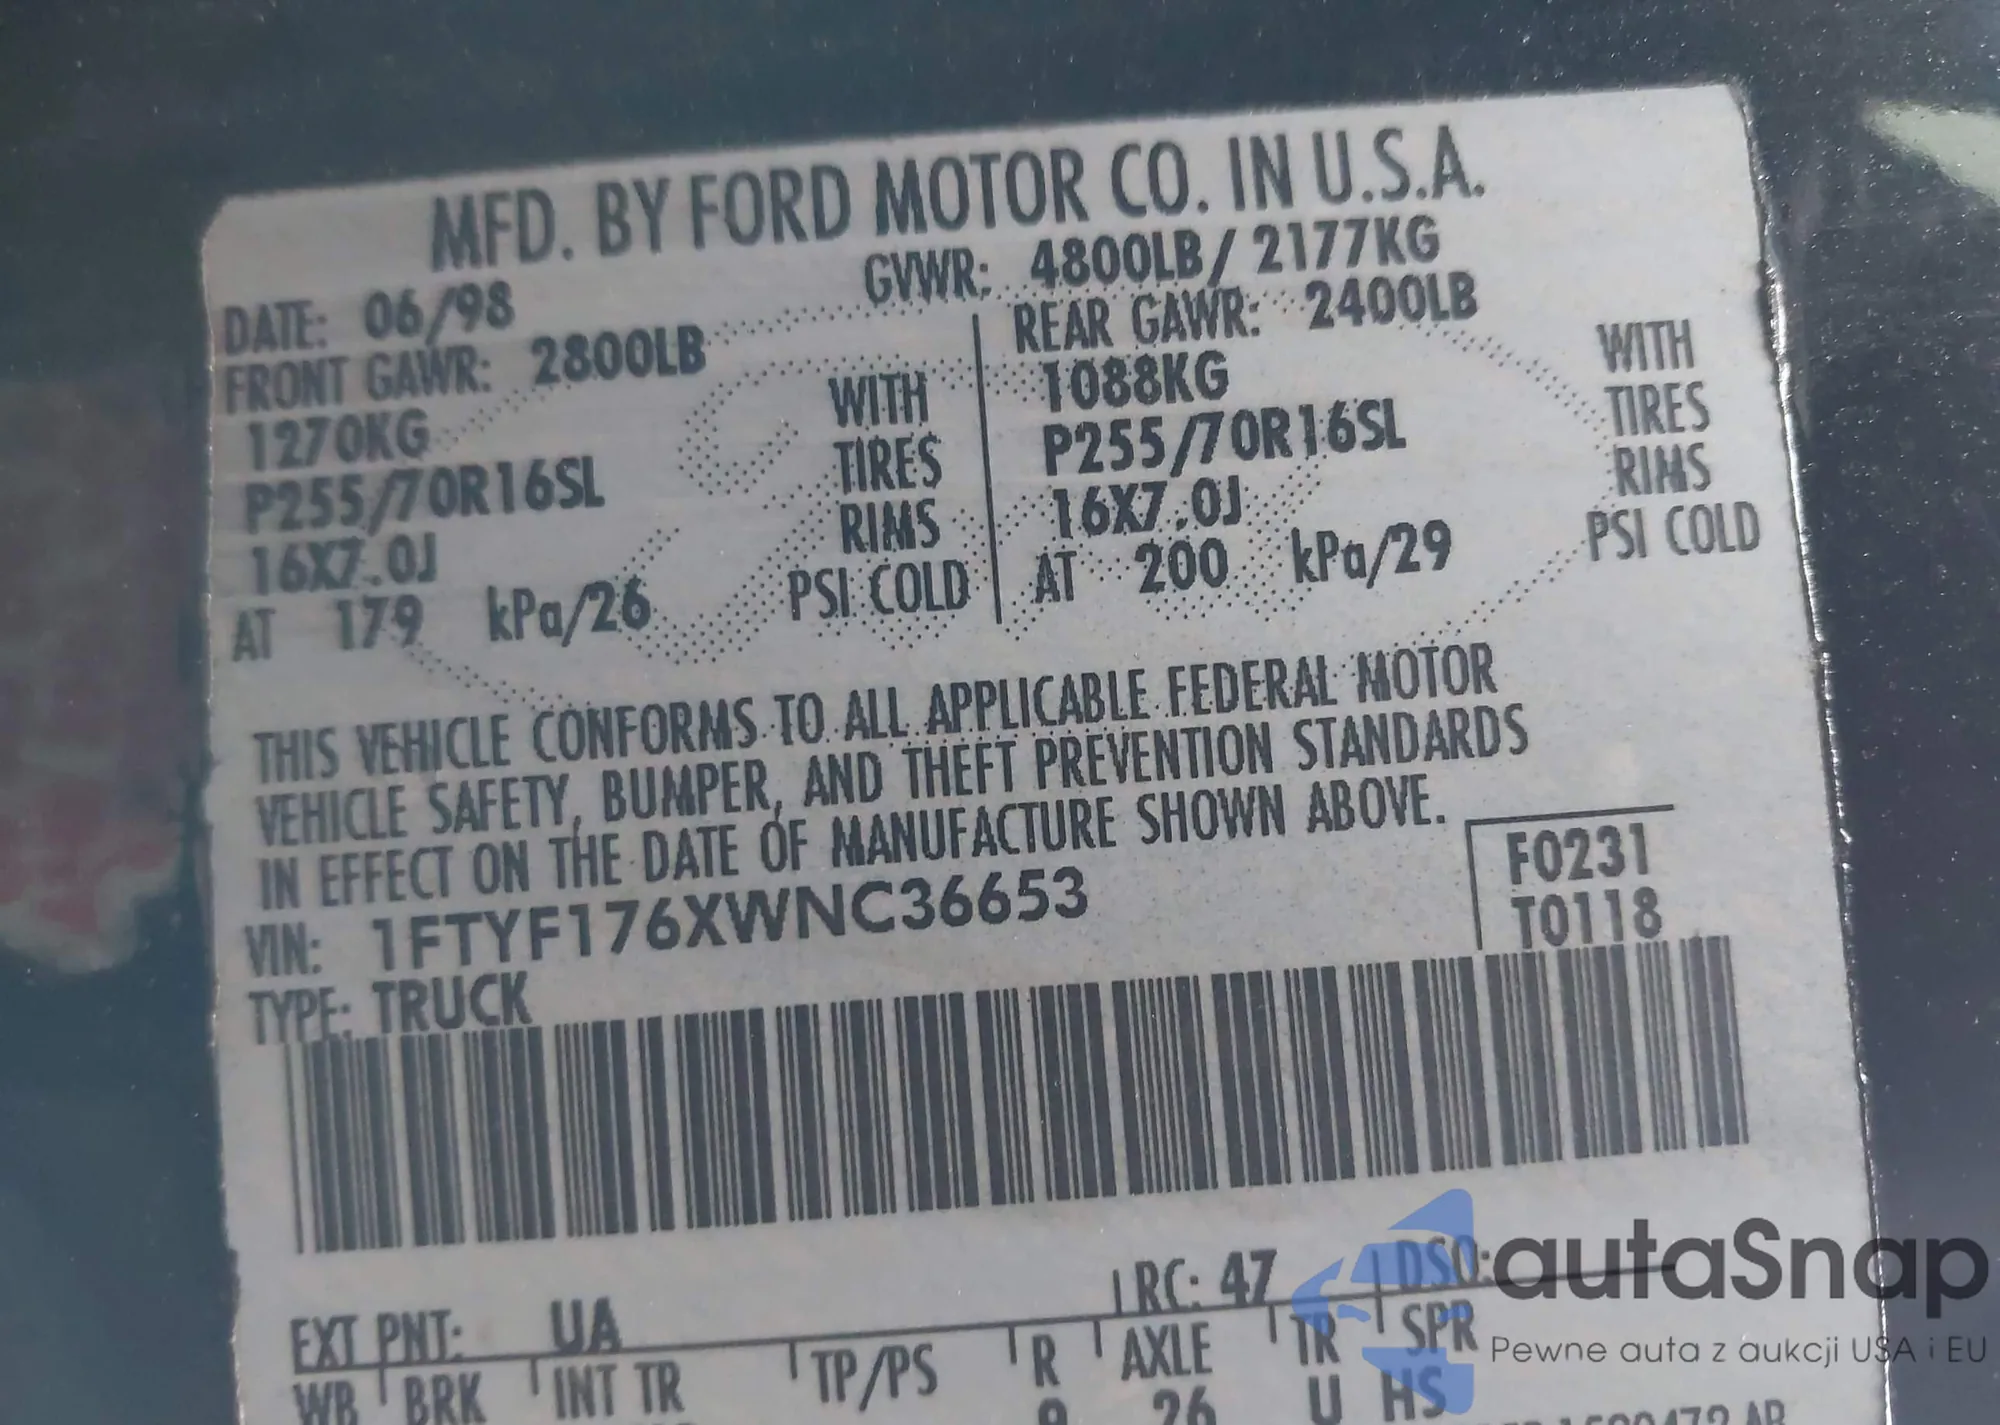 MFD. BY FORD MOTOR CO. IN U.S.A.
DATE: 06/98 GVWR: 4800LB / 2177KG
FRONT GAWR: 2800LB REAR GAWR: 2400LB
1270KG WITH 1088KG WITH
P255/70R16SL TIRES P255/70R16SL TIRES
16X7.0J RIMS 16X7.0J RIMS
AT 179 kPa/26 PSI COLD AT 200 kPa/29 PSI COLD
THIS VEHICLE CONFORMS TO ALL APPLICABLE FEDERAL MOTOR
VEHICLE SAFETY, BUMPER, AND THEFT PREVENTION STANDARDS
IN EFFECT ON THE DATE OF MANUFACTURE SHOWN ABOVE.
F0231
VIN: 1FTYF176XWNC36653 T0118
TYPE: TRUCK
EXT PNT: UA RC: 47 DSO:
WB BRK INT TR TP/PS R AXLE TR SPR
9 26 U HS
autaSnap
Pewne auta z aukcji USA i EU